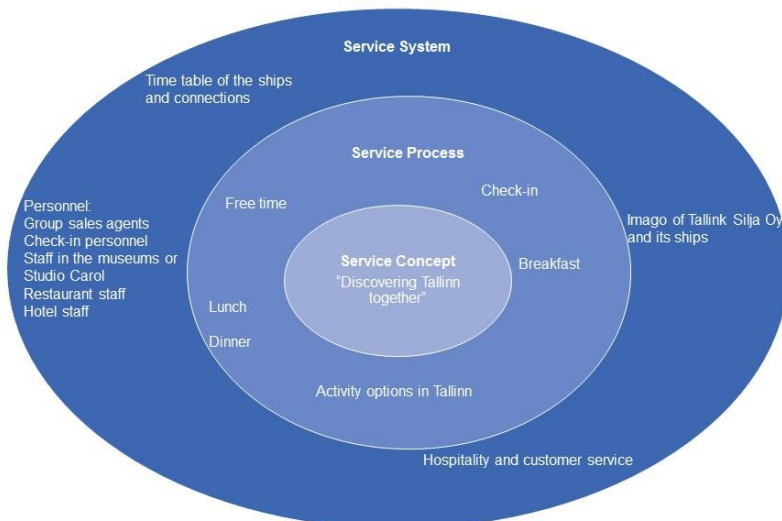 Service System
Time table of the ships
and connections
Service Process
Check-in
Free time
Personnel:
Group sales agents
Check-in personnel
Staff in the museums or
Studio Carol
Restaurant staff
Hotel staff
Imago of Tallink Silja Oy
and its ships
Service Concept
“Discovering Tallinn
together”
Breakfast
Lunch
Dinner
Activity options in Tallinn
Hospitality and customer service